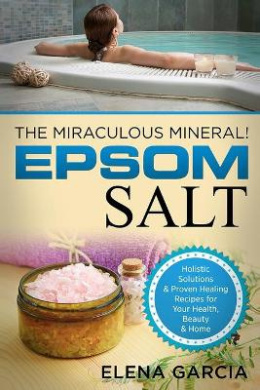 THE MIRACULOUS MINERAL!
EPSOM
SALT
Holistic
Solutions
& Proven Healing
Recipes for
Your Health,
Beauty
& Home
ELENA GARCIA